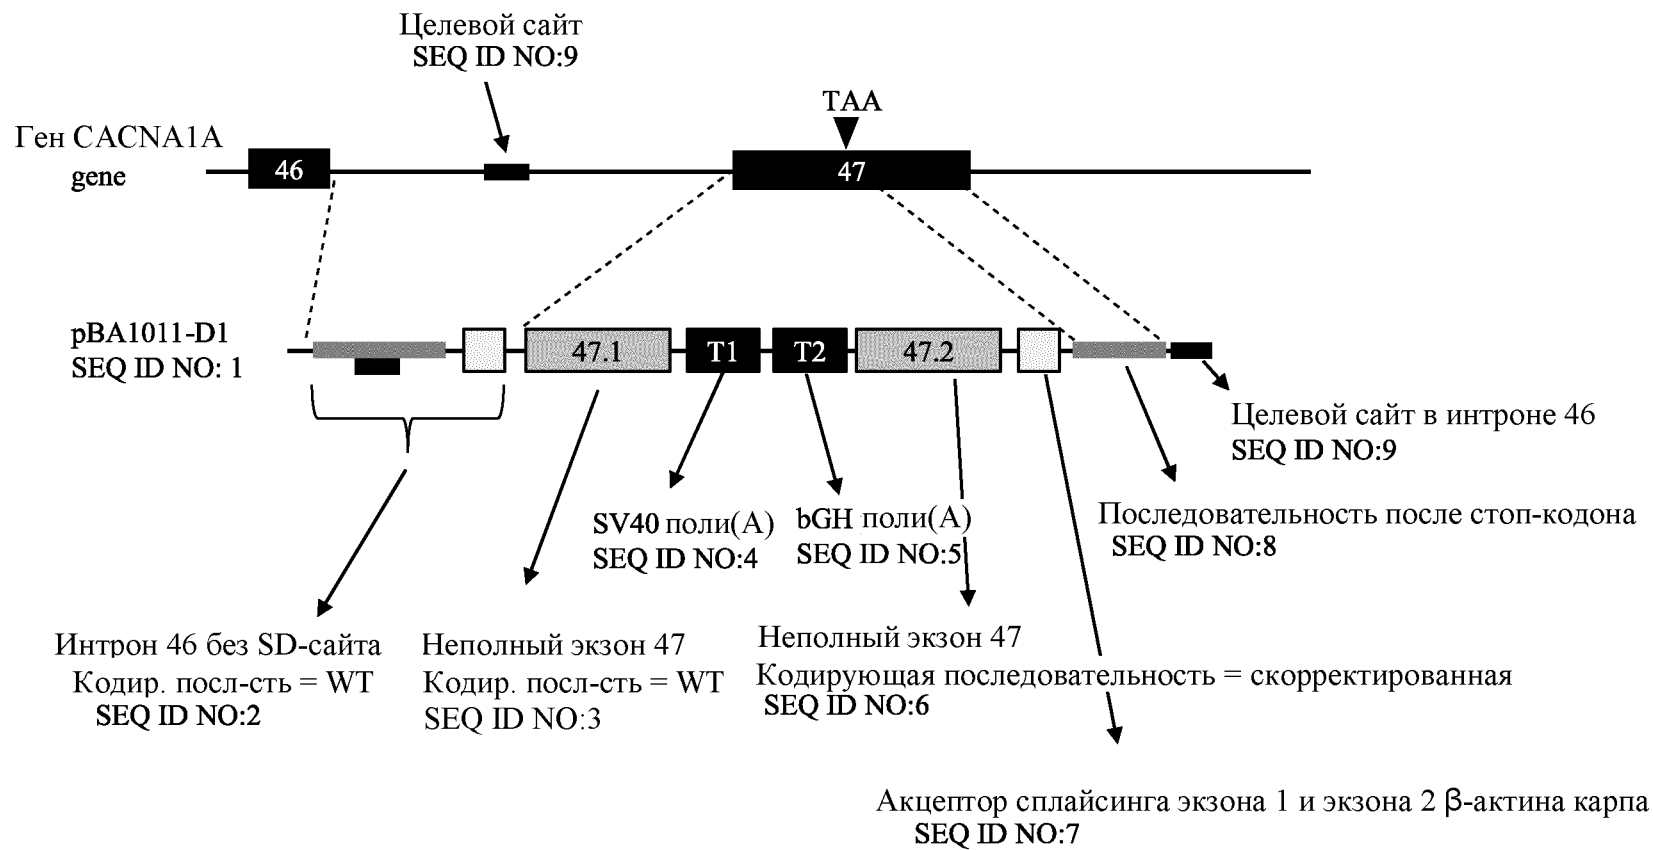 Целевой сайт
SEQ ID NO:9
TAA
Ген CACNA1A
gene
46
47
pBA1011-D1
SEQ ID NO: 1
47.1
T1
T2
47.2
Целевой сайт в интроне 46
SEQ ID NO:9
SV40 поли(А)
SEQ ID NO:4
bGH поли(А)
SEQ ID NO:5
Последовательность после стоп-кодона
SEQ ID NO:8
Интрон 46 без SD-сайта
Кодир. посл-сть = WT
SEQ ID NO:2
Неполный экзон 47
Кодир. посл-сть = WT
SEQ ID NO:3
Неполный экзон 47
Кодирующая последовательность = скорректированная
SEQ ID NO:6
Акцептор сплайсинга экзона 1 и экзона 2 β-актина карпа
SEQ ID NO:7